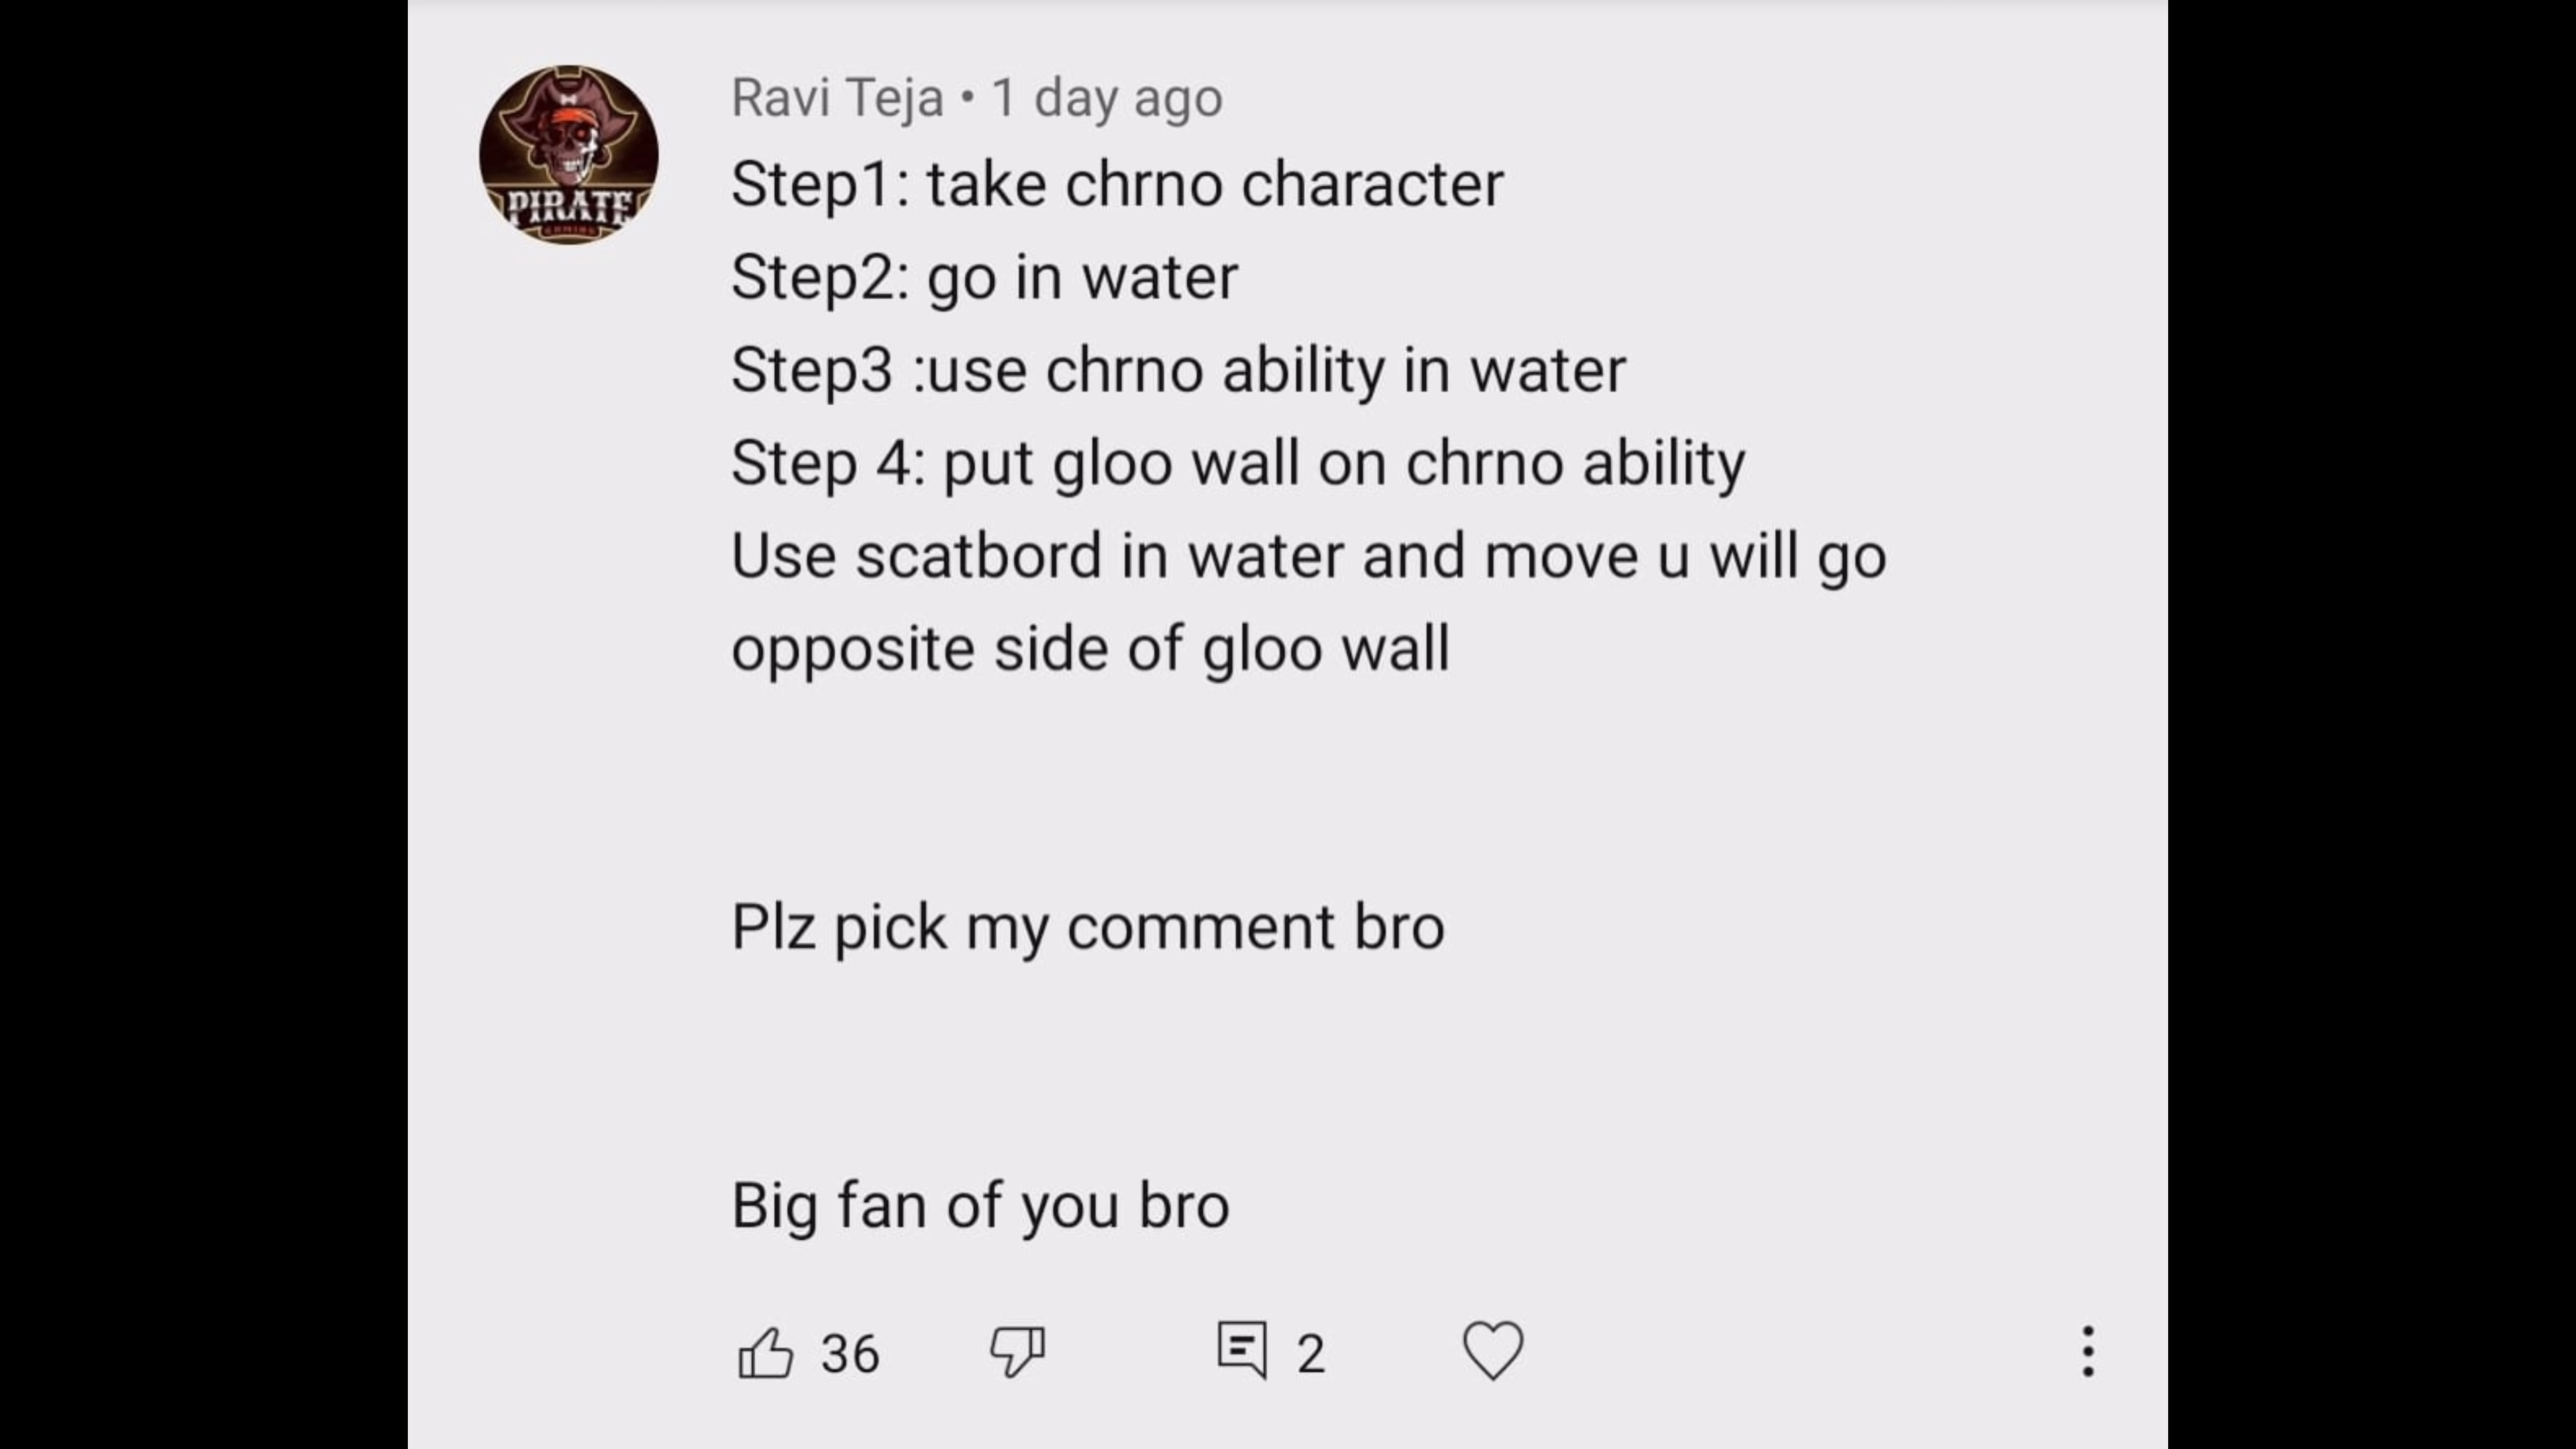 Ravi Teja • 1 day ago
Step1: take chrno character
Step2: go in water
Step3 :use chrno ability in water
Step 4: put gloo wall on chrno ability
Use scatbord in water and move u will go
opposite side of gloo wall
Plz pick my comment bro
Big fan of you bro
36
2
PIRATE
GAMING